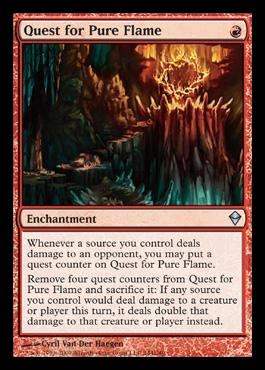 Quest for Pure Flame
Enchantment
Whenever a source you control deals
damage to an opponent, you may put a
quest counter on Quest for Pure Flame.
Remove four quest counters from Quest for
Pure Flame and sacrifice it: If any source
you control would deal damage to a creature
or player this turn, it deals double that
damage to that creature or player instead.
Cyril Van Der Haegen